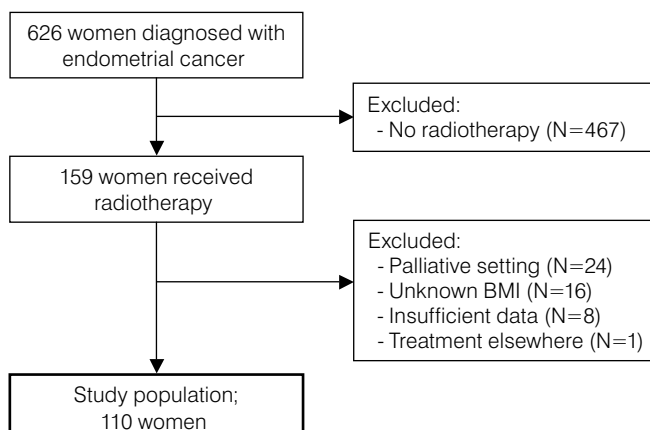 626 women diagnosed with
endometrial cancer
Excluded:
- No radiotherapy (N=467)
159 women received
radiotherapy
Excluded:
- Palliative setting (N=24)
- Unknown BMI (N=16)
- Insufficient data (N=8)
- Treatment elsewhere (N=1)
Study population;
110 women